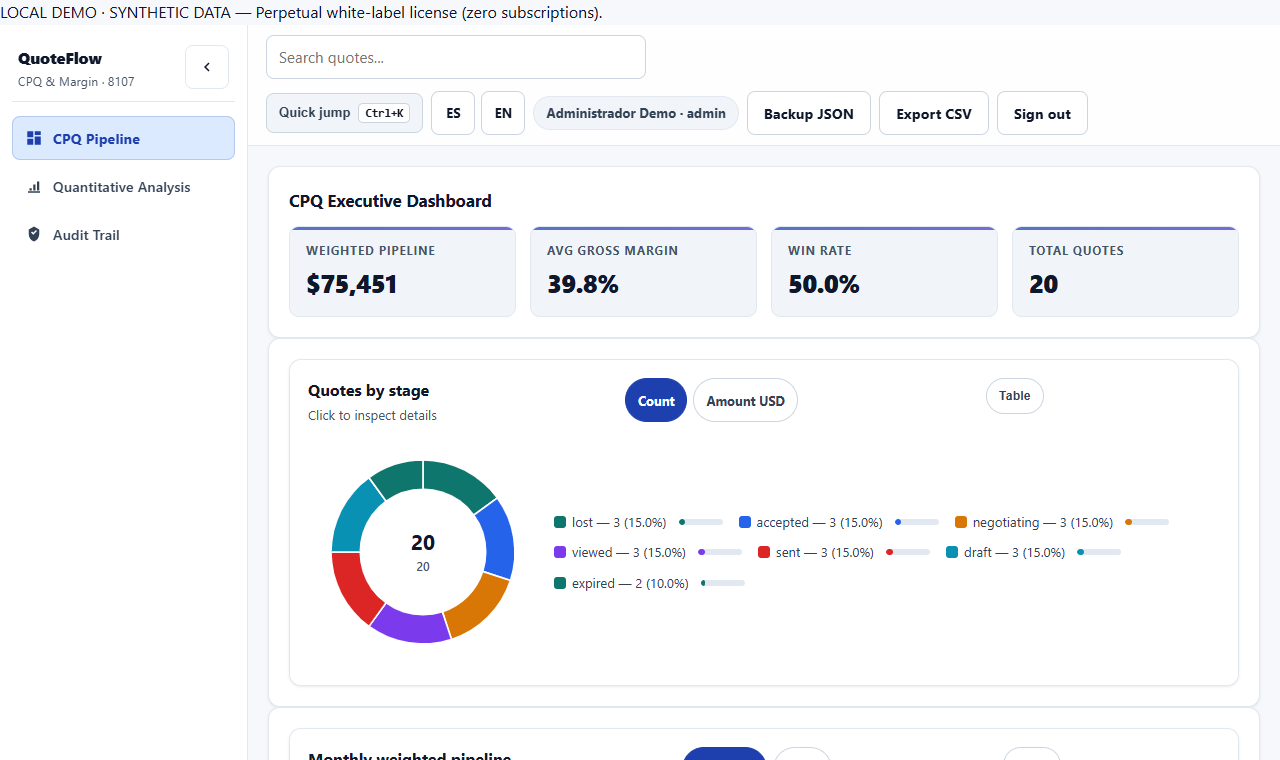 LOCAL DEMO · SYNTHETIC DATA — Perpetual white-label license (zero subscriptions).
QuoteFlow
CPQ & Margin · 8107
CPQ Pipeline
Quantitative Analysis
Audit Trail
Search quotes...
Quick jump Ctrl+K ES EN Administrador Demo · admin Backup JSON Export CSV Sign out
CPQ Executive Dashboard
WEIGHTED PIPELINE
$75,451
AVG GROSS MARGIN
39.8%
WIN RATE
50.0%
TOTAL QUOTES
20
Quotes by stage
Click to inspect details
Count Amount USD Table
20
20
lost — 3 (15.0%) accepted — 3 (15.0%) negotiating — 3 (15.0%)
viewed — 3 (15.0%) sent — 3 (15.0%) draft — 3 (15.0%)
expired — 2 (10.0%)
Monthly weighted pipeline